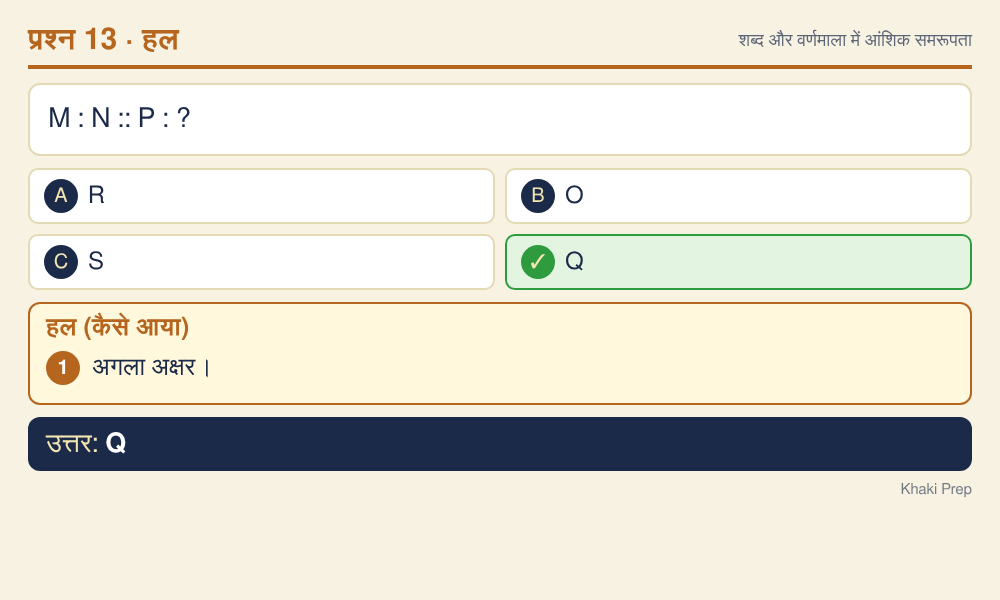 प्रश्न 13 · हल
शब्द और वर्णमाला में आंशिक समरूपता
M : N :: P : ?
A R
B O
C S
✓ Q
हल (कैसे आया)
1 अगला अक्षर।
उत्तर: Q
Khaki Prep